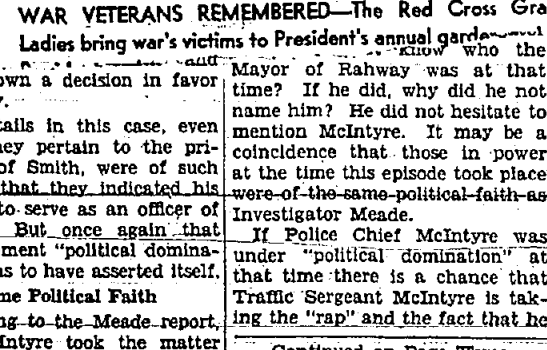 WAR VETERANS REMEMBERED—The Red Cross Gra
Ladies bring war's victims to President's annual
own a decision in favor
tails in this case, even
hey pertain to the pri-
of Smith, were of such
that they indicated his
to serve as an officer of
But once again that
ment "political domina-
as to have asserted itself.
me Political Faith
ng to the Meade report,
Intyre took the matter
know who the
Mayor of Rahway was at that
time? If he did, why did he not
name him? He did not hesitate to
mention McIntyre. It may be a
coincidence that those in power
at the time this episode took place
were of the same political faith as
Investigator Meade.
If Police Chief McIntyre was
under "political domination" at
that time there is a chance that
Traffic Sergeant McIntyre is tak-
ing the "rap" and the fact that he